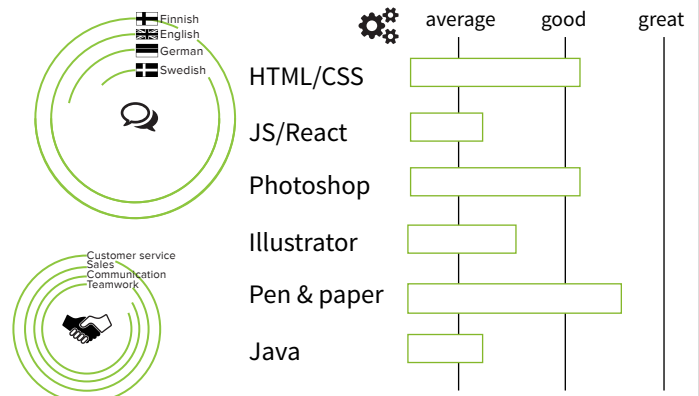 Finnish
English
German
Swedish
average good great
HTML/CSS
JS/React
Photoshop
Illustrator
Pen & paper
Java
Customer service
Sales
Communication
Teamwork